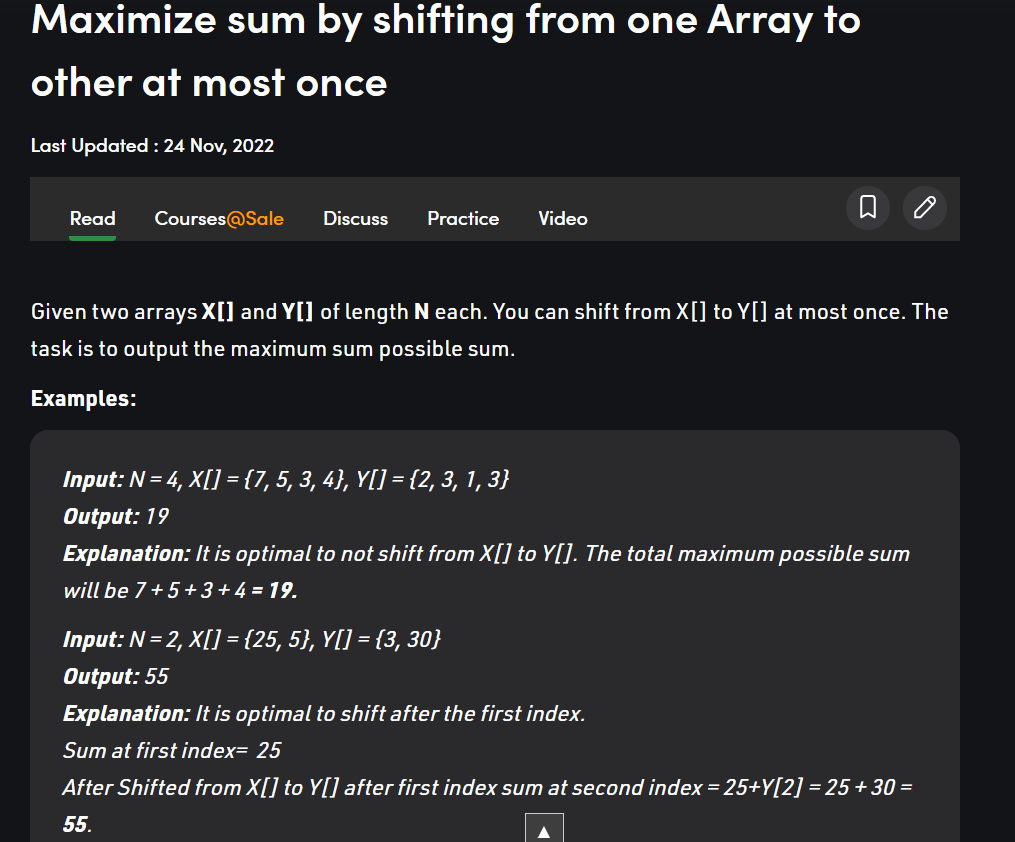 Maximize sum by shifting from one Array to
other at most once
Last Updated : 24 Nov, 2022
Read Courses@Sale Discuss Practice Video
Given two arrays X[] and Y[] of length N each. You can shift from X[] to Y[] at most once. The
task is to output the maximum sum possible sum.
Examples:
Input: N = 4, X[] = {7, 5, 3, 4}, Y[] = {2, 3, 1, 3}
Output: 19
Explanation: It is optimal to not shift from X[] to Y[]. The total maximum possible sum
will be 7 + 5 + 3 + 4 = 19.
Input: N = 2, X[] = {25, 5}, Y[] = {3, 30}
Output: 55
Explanation: It is optimal to shift after the first index.
Sum at first index= 25
After Shifted from X[] to Y[] after first index sum at second index = 25+Y[2] = 25 + 30 =
55.